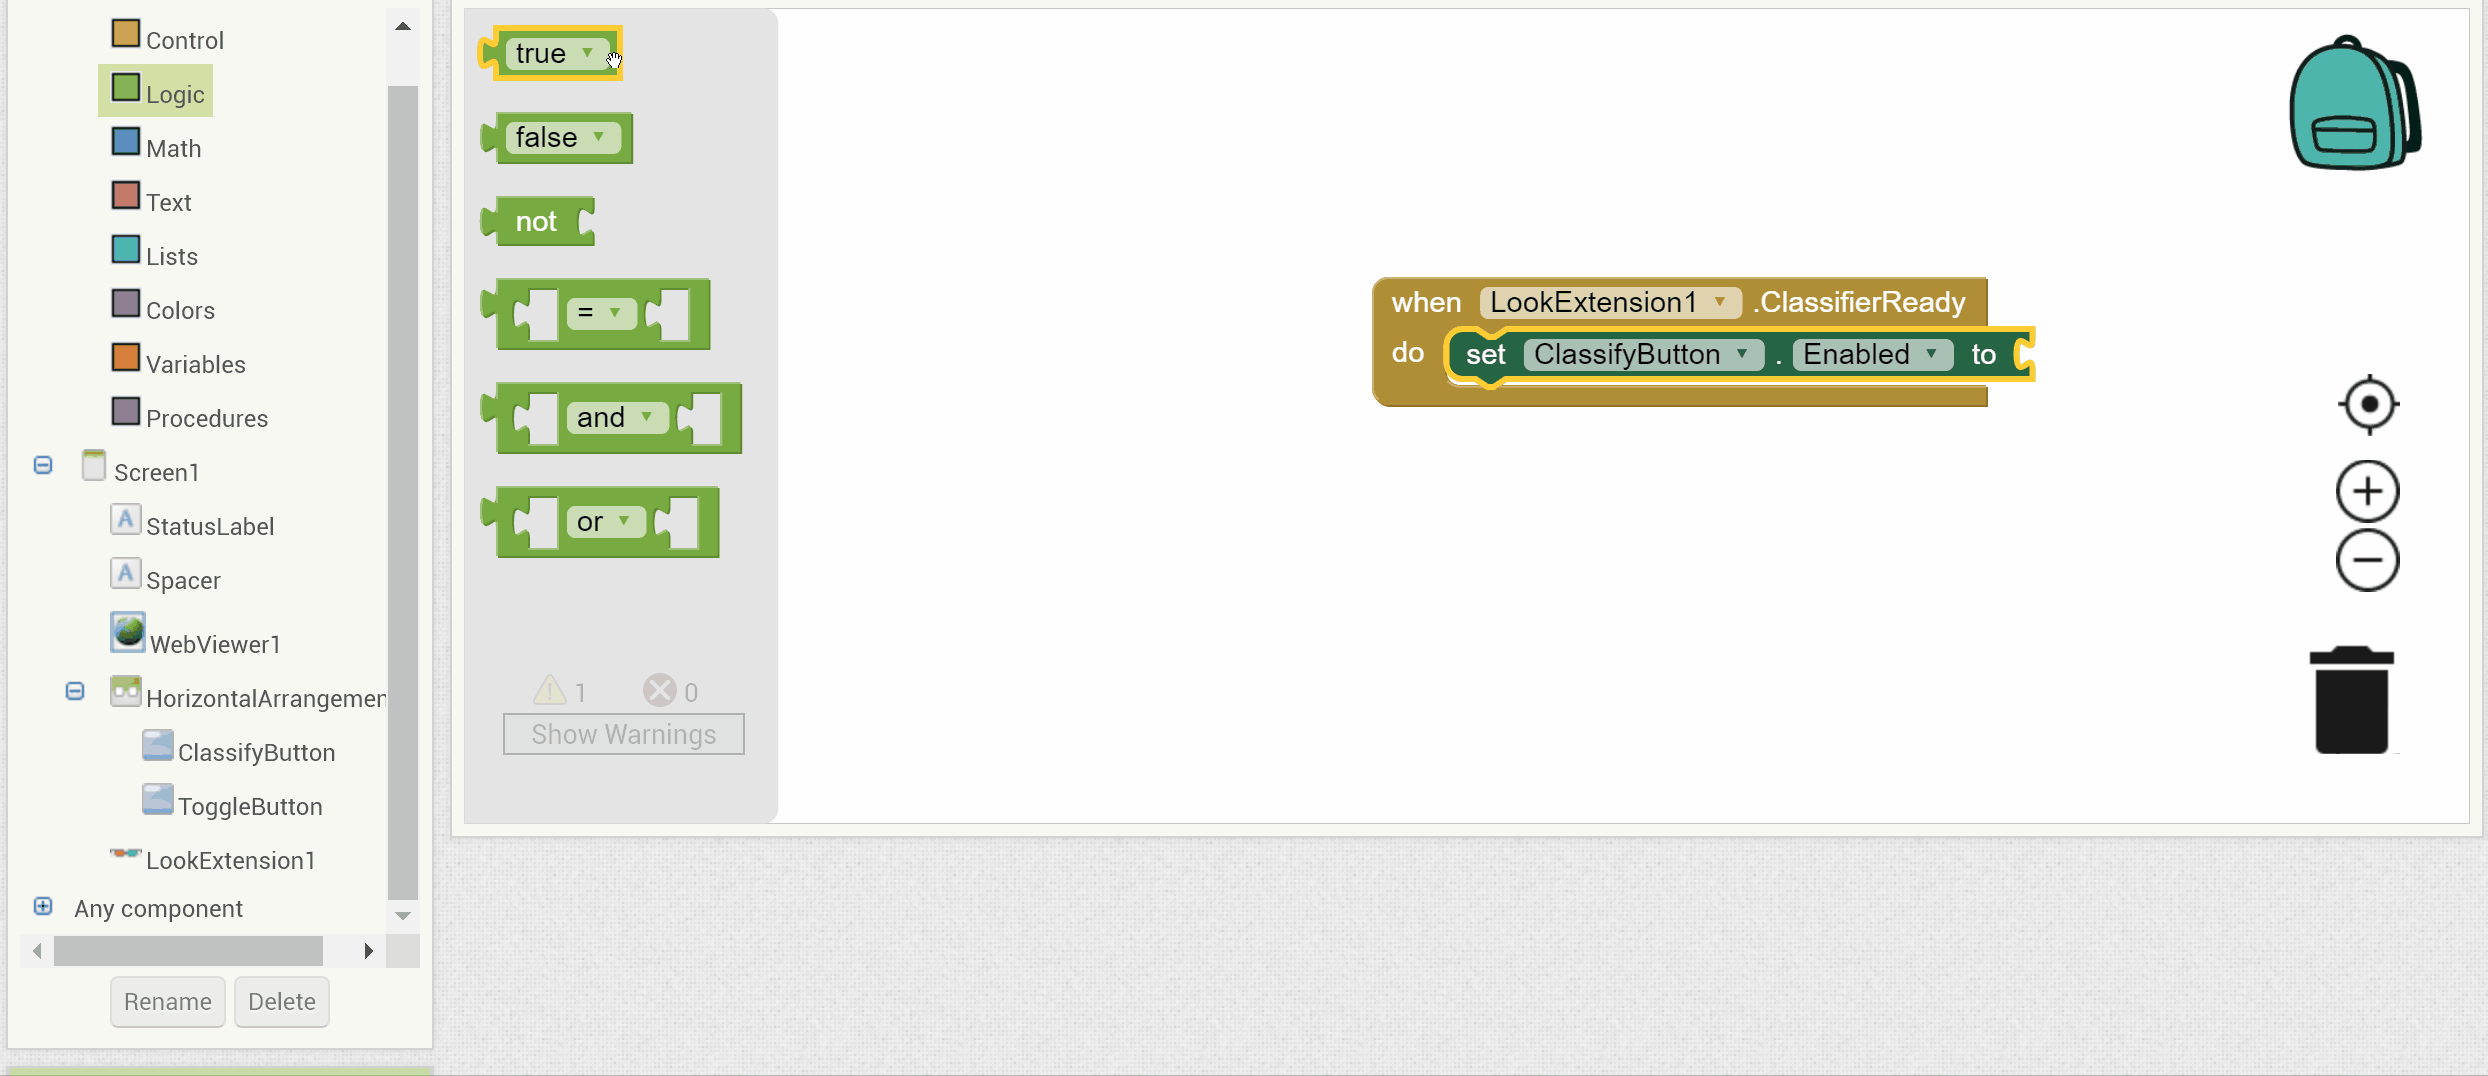 Control
Logic
Math
Text
Lists
Colors
Variables
Procedures
Screen1
StatusLabel
Spacer
WebViewer1
HorizontalArrangemen
ClassifyButton
ToggleButton
LookExtension1
Any component
Rename Delete
true
false
not
=
and
or
1 0
Show Warnings
when LookExtension1 .ClassifierReady
do set ClassifyButton . Enabled to